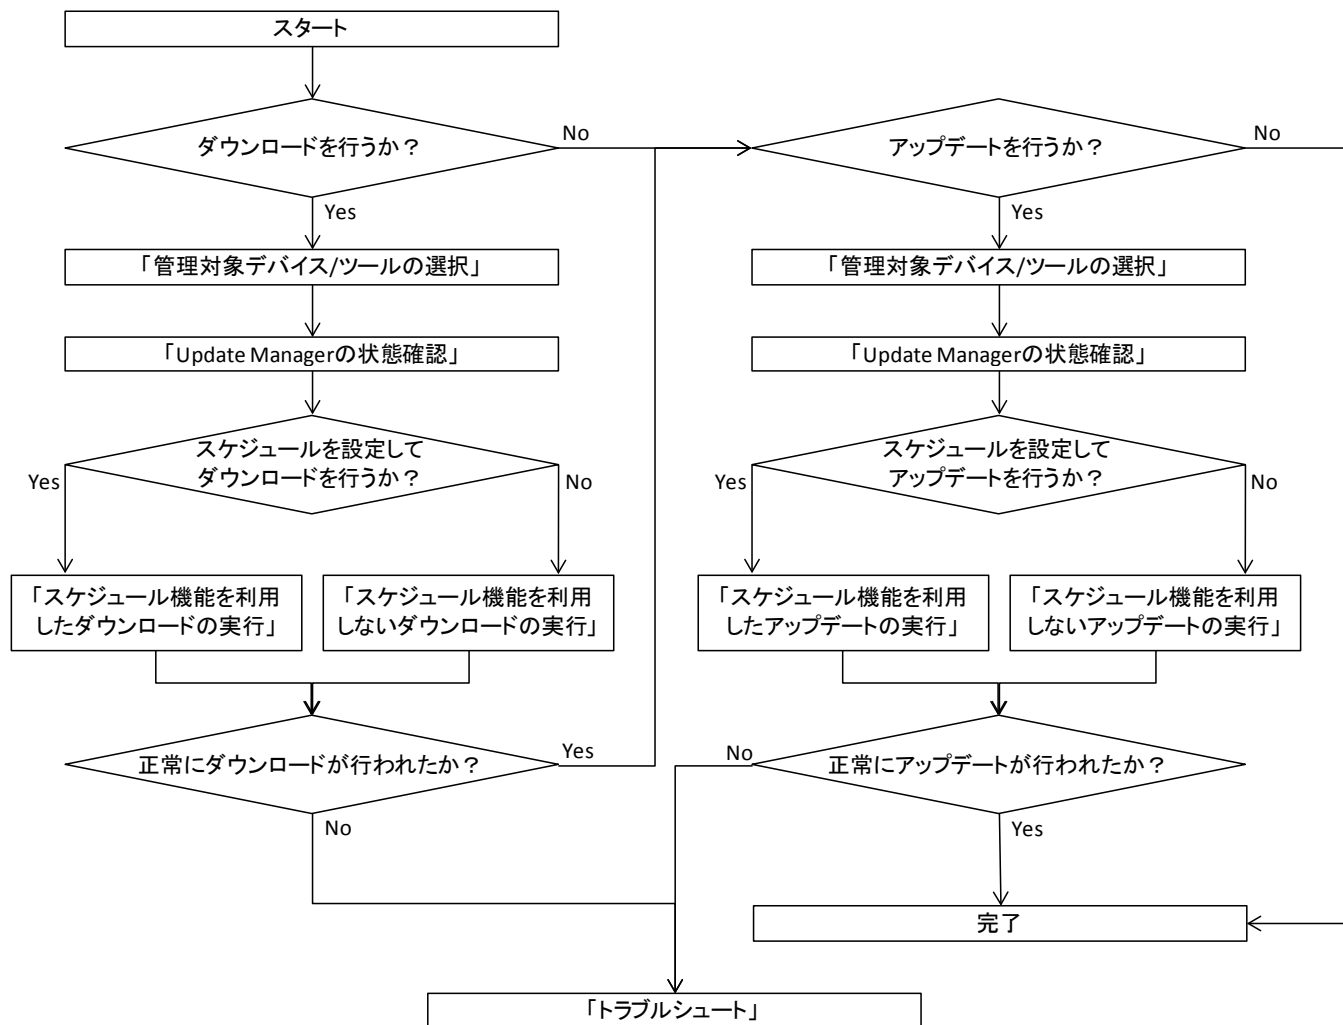 スタート
ダウンロードを行うか？
No
Yes
「管理対象デバイス/ツールの選択」
「Update Managerの状態確認」
スケジュールを設定して
ダウンロードを行うか？
Yes
No
「スケジュール機能を利用
したダウンロードの実行」
「スケジュール機能を利用
しないダウンロードの実行」
正常にダウンロードが行われたか？
Yes
No
アップデートを行うか？
No
Yes
「管理対象デバイス/ツールの選択」
「Update Managerの状態確認」
スケジュールを設定して
アップデートを行うか？
Yes
No
「スケジュール機能を利用
したアップデートの実行」
「スケジュール機能を利用
しないアップデートの実行」
正常にアップデートが行われたか？
No
Yes
完了
「トラブルシュート」